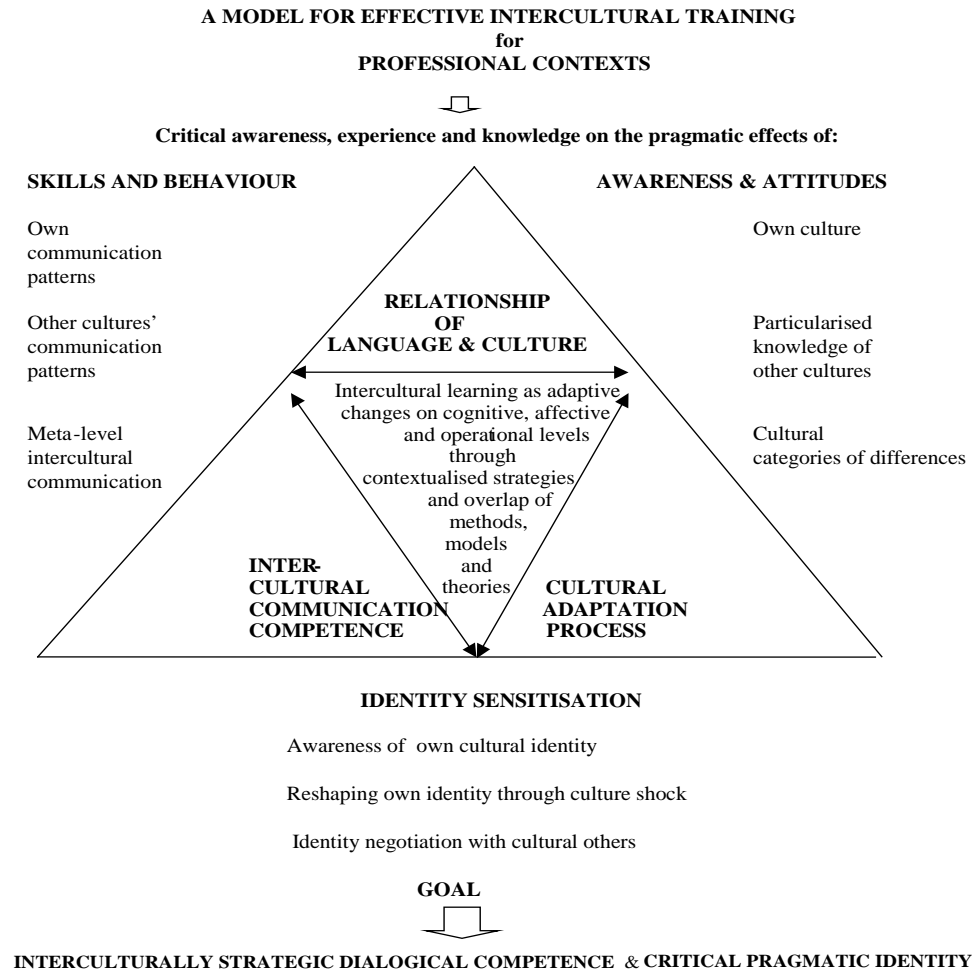 A MODEL FOR EFFECTIVE INTERCULTURAL TRAINING
for
PROFESSIONAL CONTEXTS
Critical awareness, experience and knowledge on the pragmatic effects of:
SKILLS AND BEHAVIOUR
Own
communication
patterns
Other cultures'
communication
patterns
Meta-level
intercultural
communication
AWARENESS & ATTITUDES
Own culture
Particularised
knowledge of
other cultures
Cultural
categories of differences
RELATIONSHIP
OF
LANGUAGE & CULTURE
Intercultural learning as adaptive
changes on cognitive, affective
and operational levels
through
contextualised strategies
and overlap of
methods,
models
and
theories
INTER-
CULTURAL
COMMUNICATION
COMPETENCE
CULTURAL
ADAPTATION
PROCESS
IDENTITY SENSITISATION
Awareness of own cultural identity
Reshaping own identity through culture shock
Identity negotiation with cultural others
GOAL
INTERCULTURALLY STRATEGIC DIALOGICAL COMPETENCE & CRITICAL PRAGMATIC IDENTITY